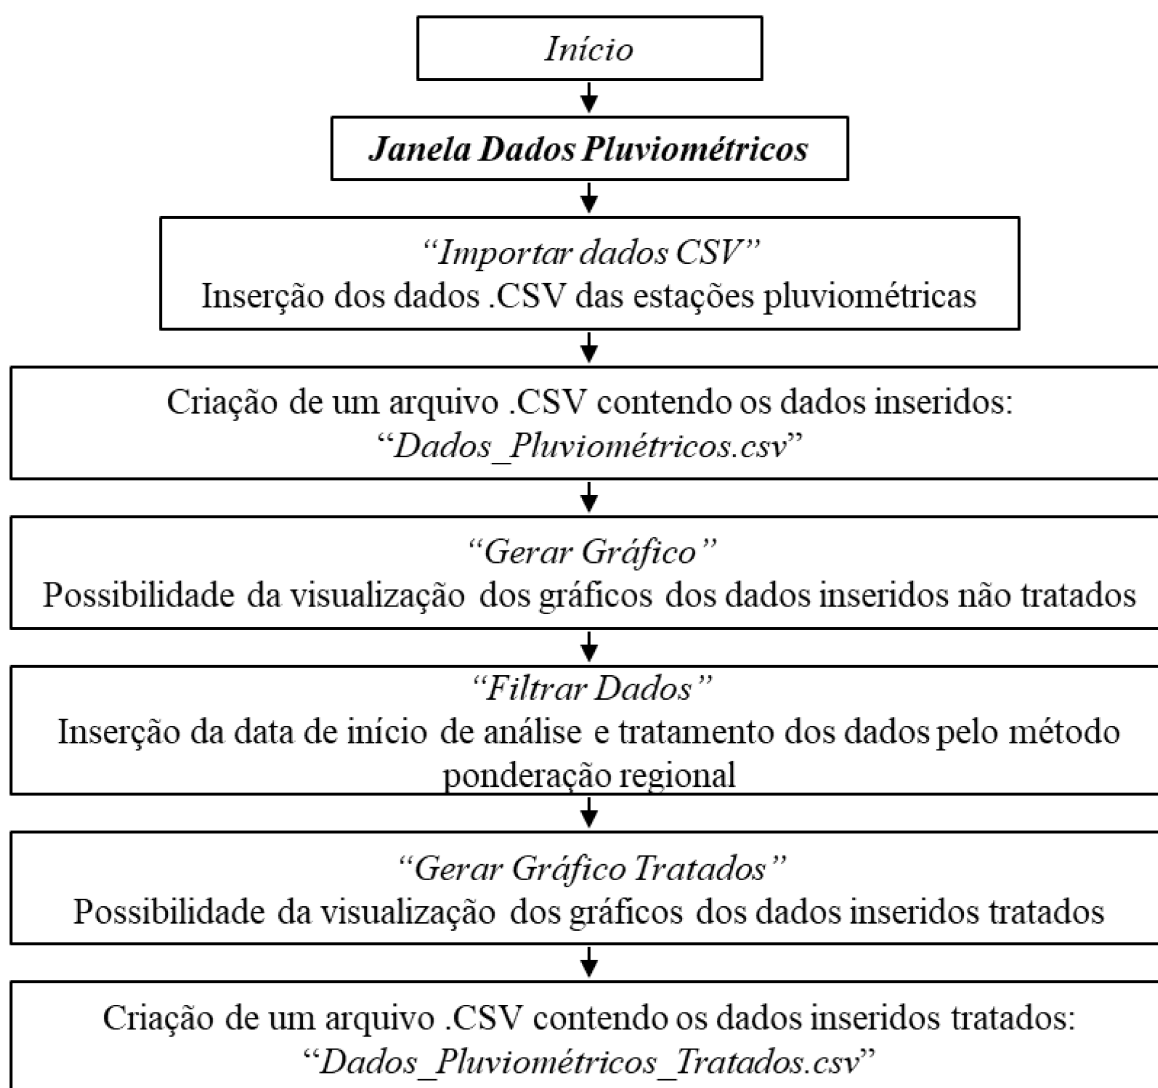 Início
Janela Dados Pluviométricos
“Importar dados CSV”
Inserção dos dados .CSV das estações pluviométricas
Criação de um arquivo .CSV contendo os dados inseridos:
“Dados_Pluviométricos.csv”
“Gerar Gráfico”
Possibilidade da visualização dos gráficos dos dados inseridos não tratados
“Filtrar Dados”
Inserção da data de início de análise e tratamento dos dados pelo método
ponderação regional
“Gerar Gráfico Tratados”
Possibilidade da visualização dos gráficos dos dados inseridos tratados
Criação de um arquivo .CSV contendo os dados inseridos tratados:
“Dados_Pluviométricos_Tratados.csv”